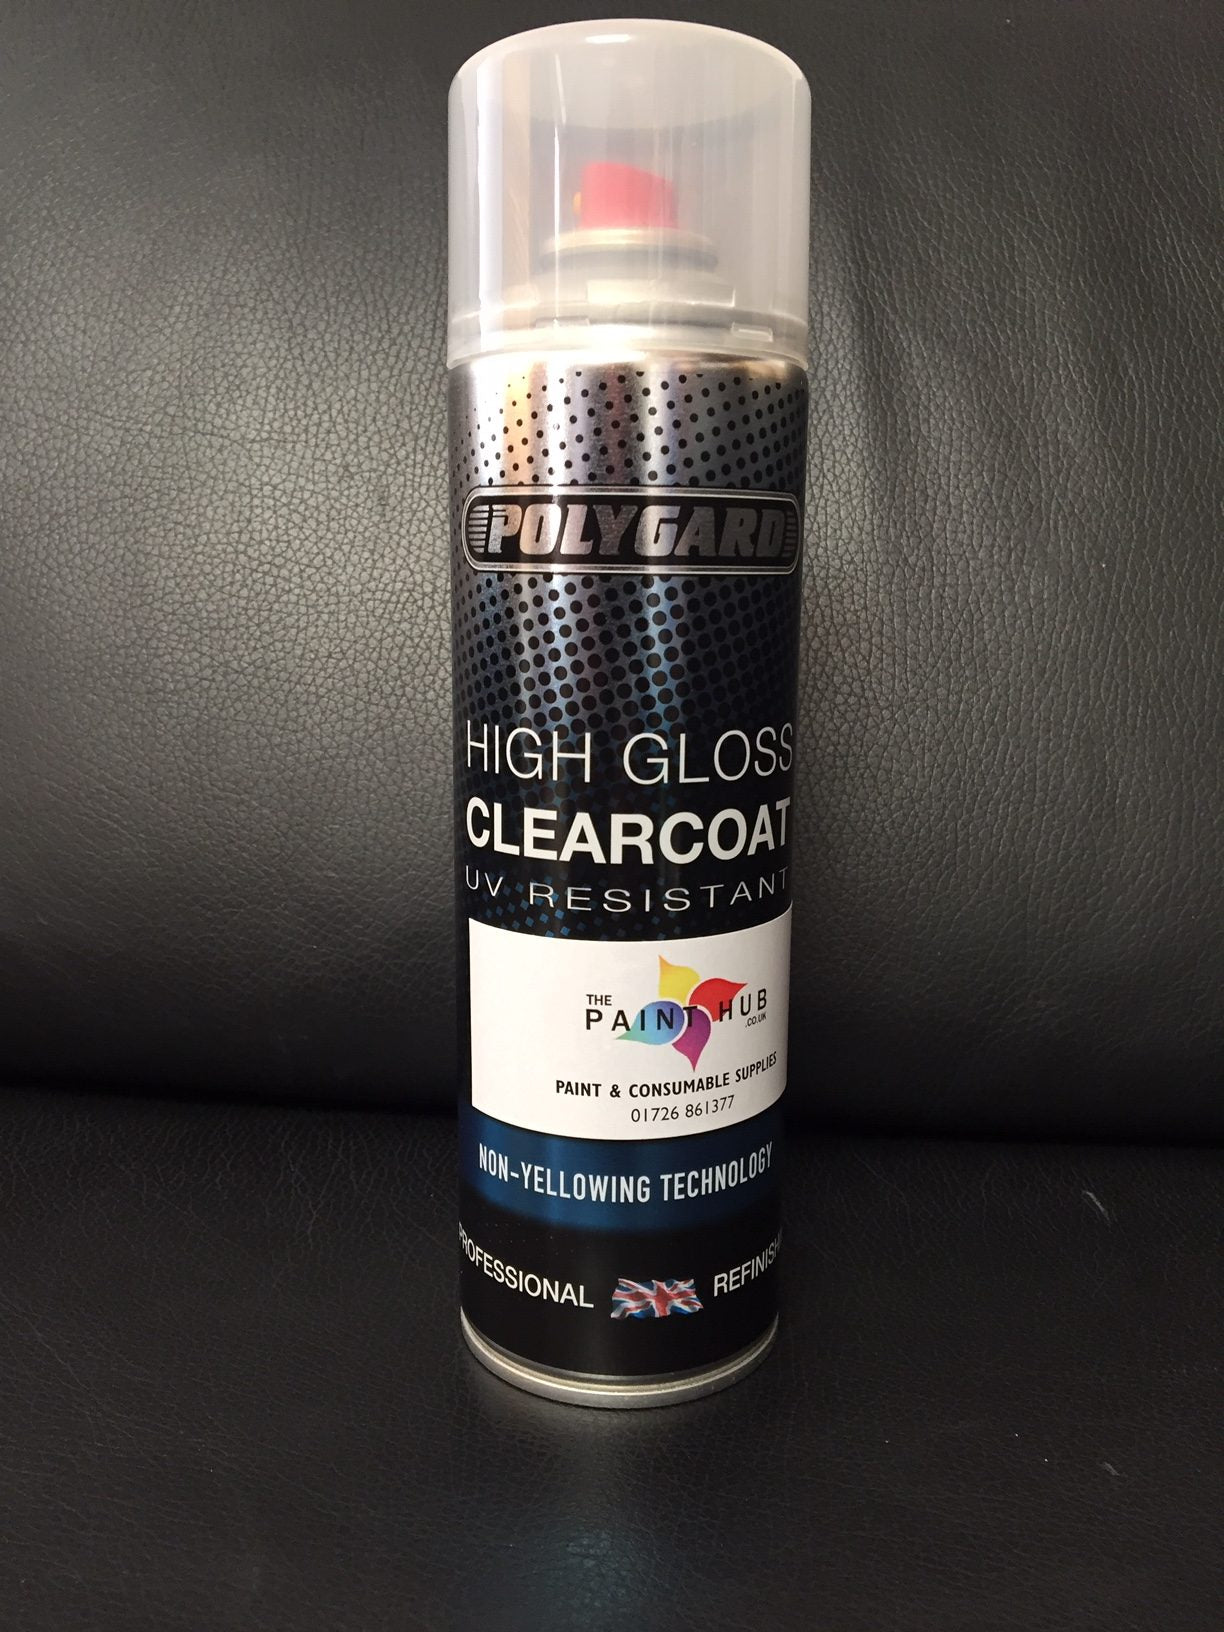 POLYGARD
HIGH GLOSS
CLEARCOAT
UV RESISTANT
THE
PAINT HUB
.CO.UK
PAINT & CONSUMABLE SUPPLIES
01726 861377
NON-YELLOWING TECHNOLOGY
PROFESSIONAL REFINISH